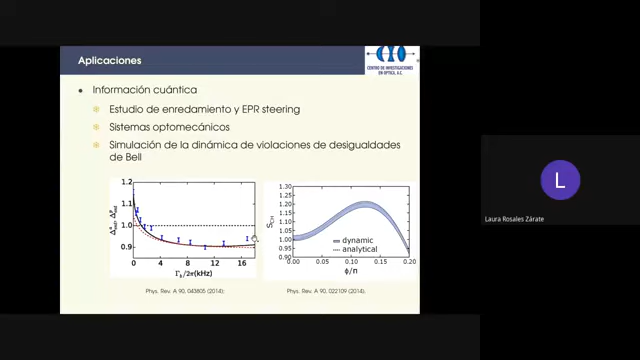 Aplicaciones
CENTRO DE INVESTIGACIONES
EN OPTICA, A.C.
Información cuántica
Estudio de enredamiento y EPR steering
Sistemas optomecánicos
Simulación de la dinámica de violaciones de desigualdades
de Bell
1.2
1.1
1.0
0.9
0 4 8 12 16
(kHz)
1.30
1.25
1.20
1.15
1.10
1.05
1.00
0.95
0.90
S_CH
dynamic
analytical
0.00 0.05 0.10 0.15 0.20
ϕ/π
Phys. Rev. A 90, 043805 (2014);
Phys. Rev. A 90, 022109 (2014),
L
Laura Rosales Zárate